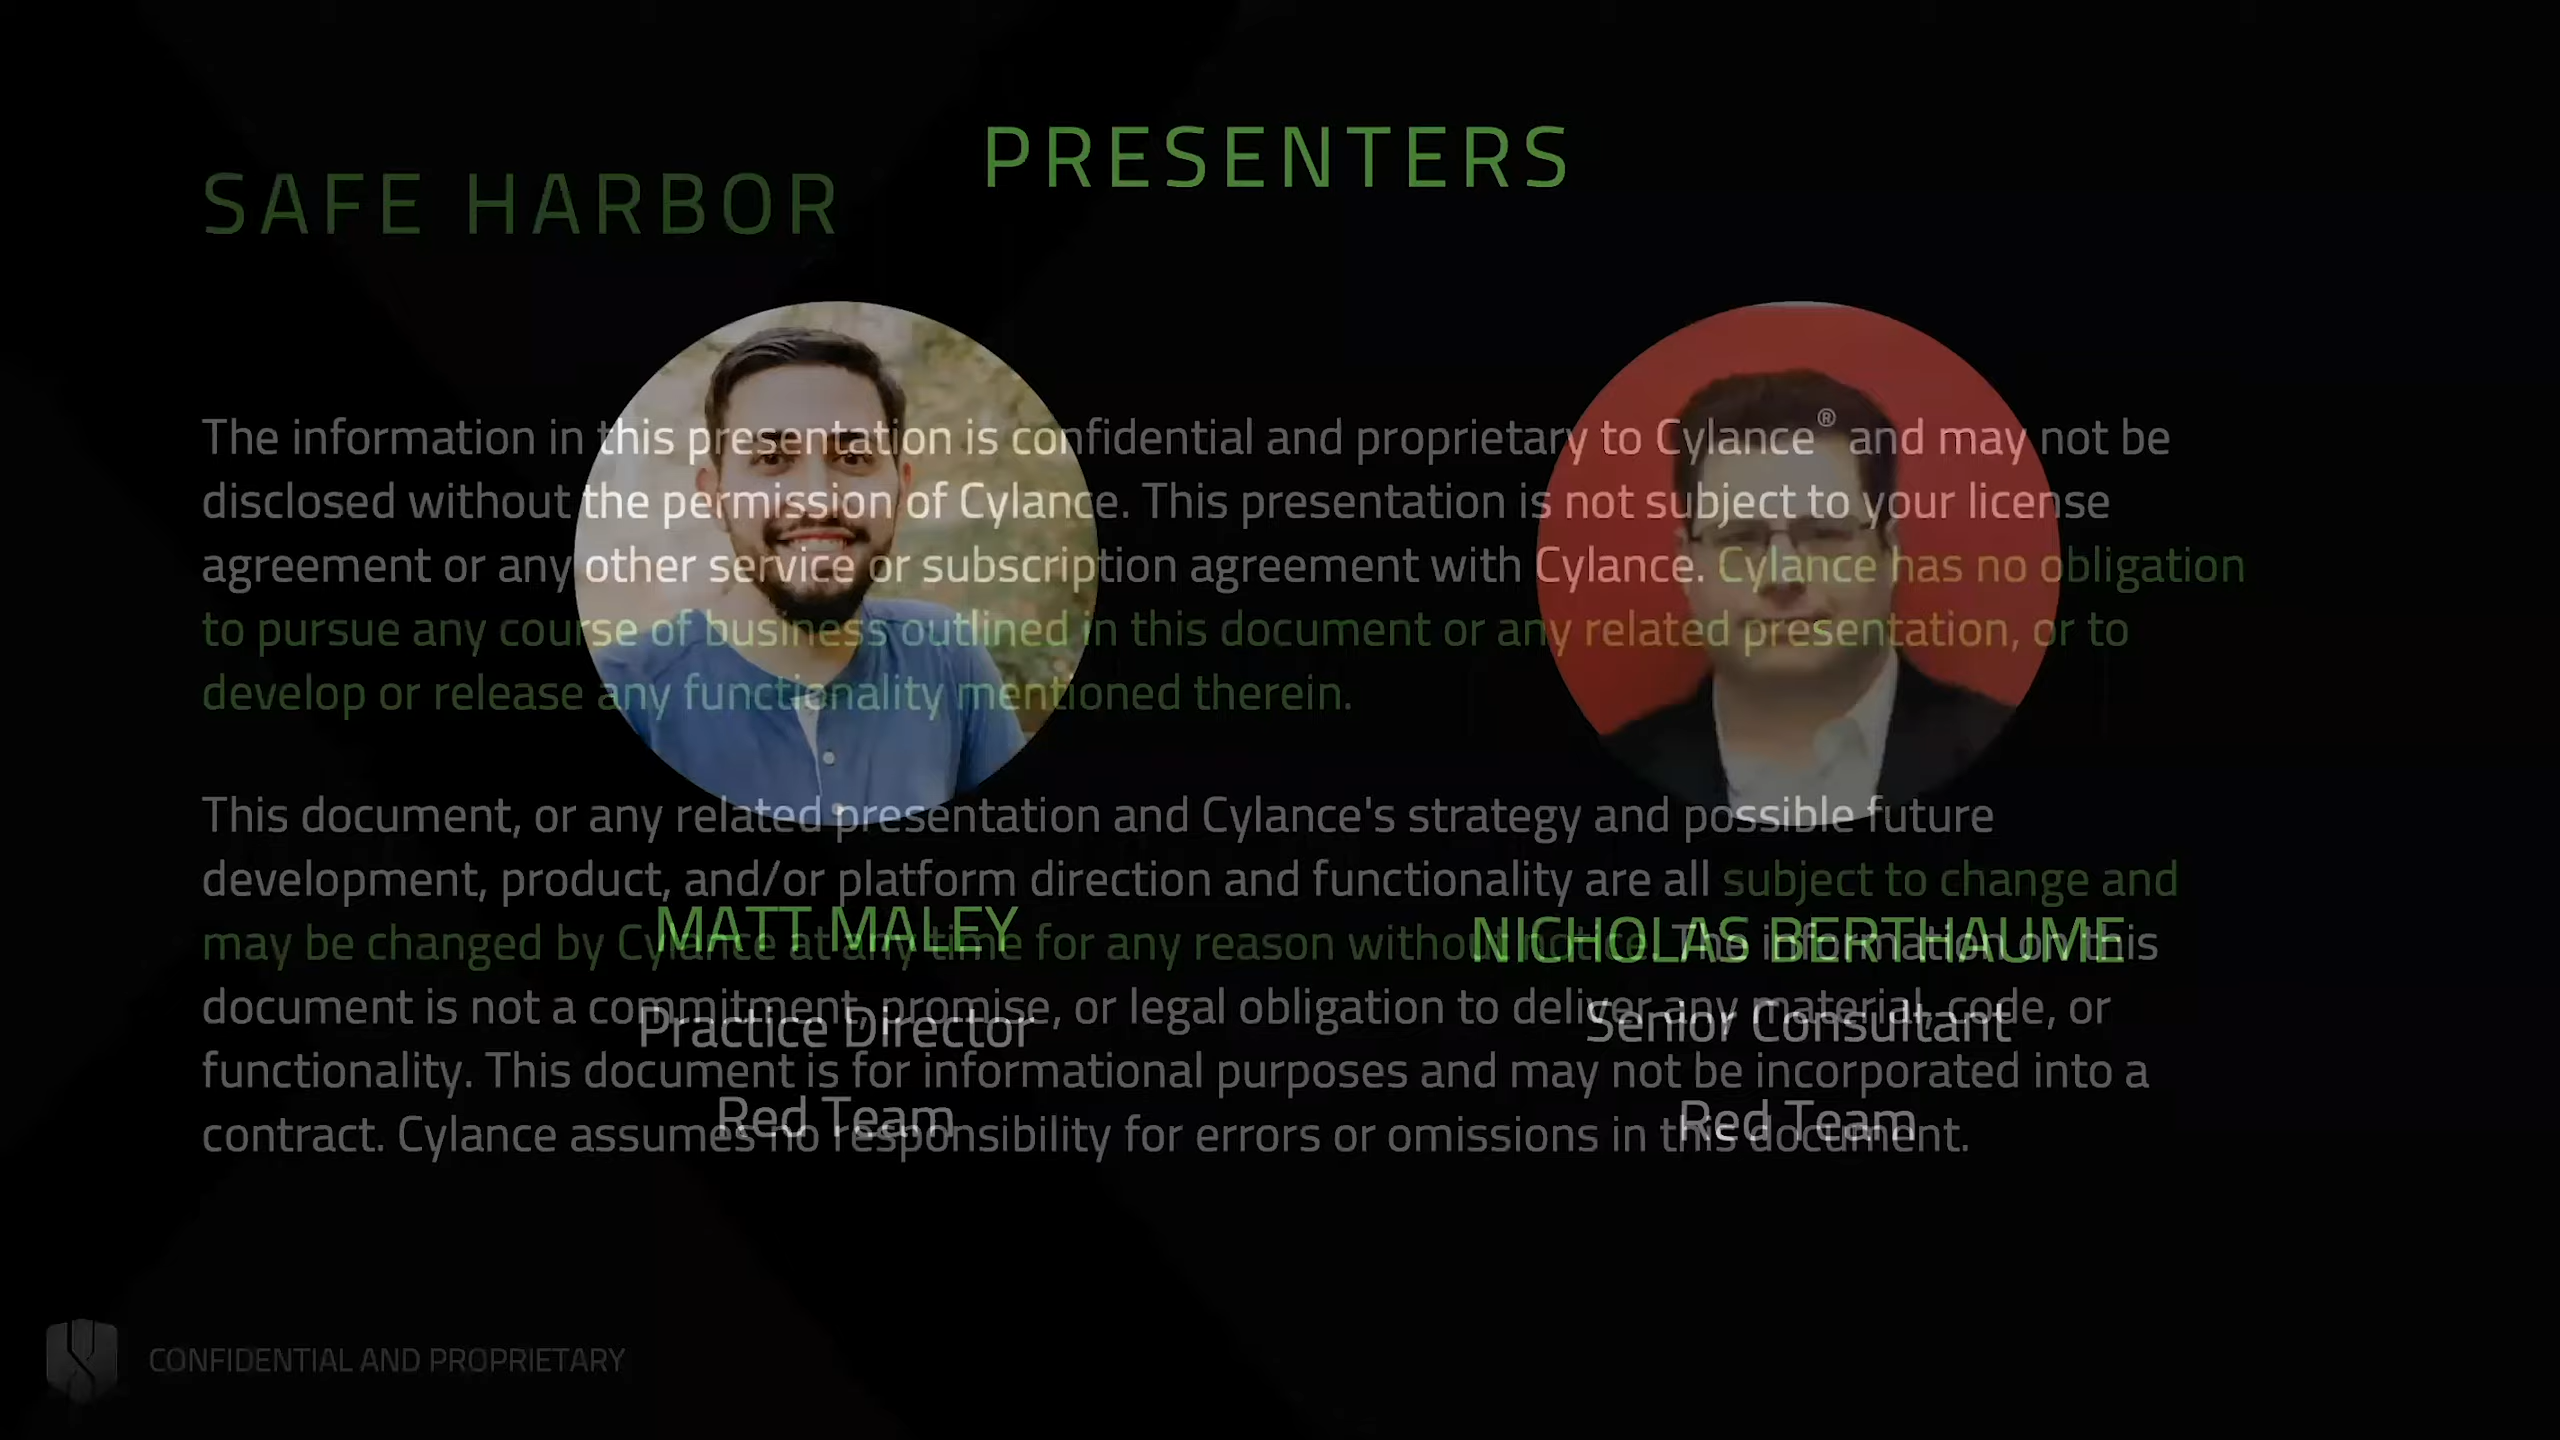 PRESENTERS
SAFE HARBOR
The information in this presentation is confidential and proprietary to Cylance® and may not be
disclosed without the permission of Cylance. This presentation is not subject to your license
agreement or any other service or subscription agreement with Cylance. Cylance has no obligation
to pursue any course of business outlined in this document or any related presentation, or to
develop or release any functionality mentioned therein.
This document, or any related presentation and Cylance's strategy and possible future
development, product, and/or platform direction and functionality are all subject to change and
may be changed by Cylance at any time for any reason without notice. The information on this
document is not a commitment, promise, or legal obligation to deliver any material, code, or
functionality. This document is for informational purposes and may not be incorporated into a
contract. Cylance assumes no responsibility for errors or omissions in this document.
MATT MALEY
Practice Director
Red Team
NICHOLAS BERTHAUME
Senior Consultant
Red Team
CONFIDENTIAL AND PROPRIETARY